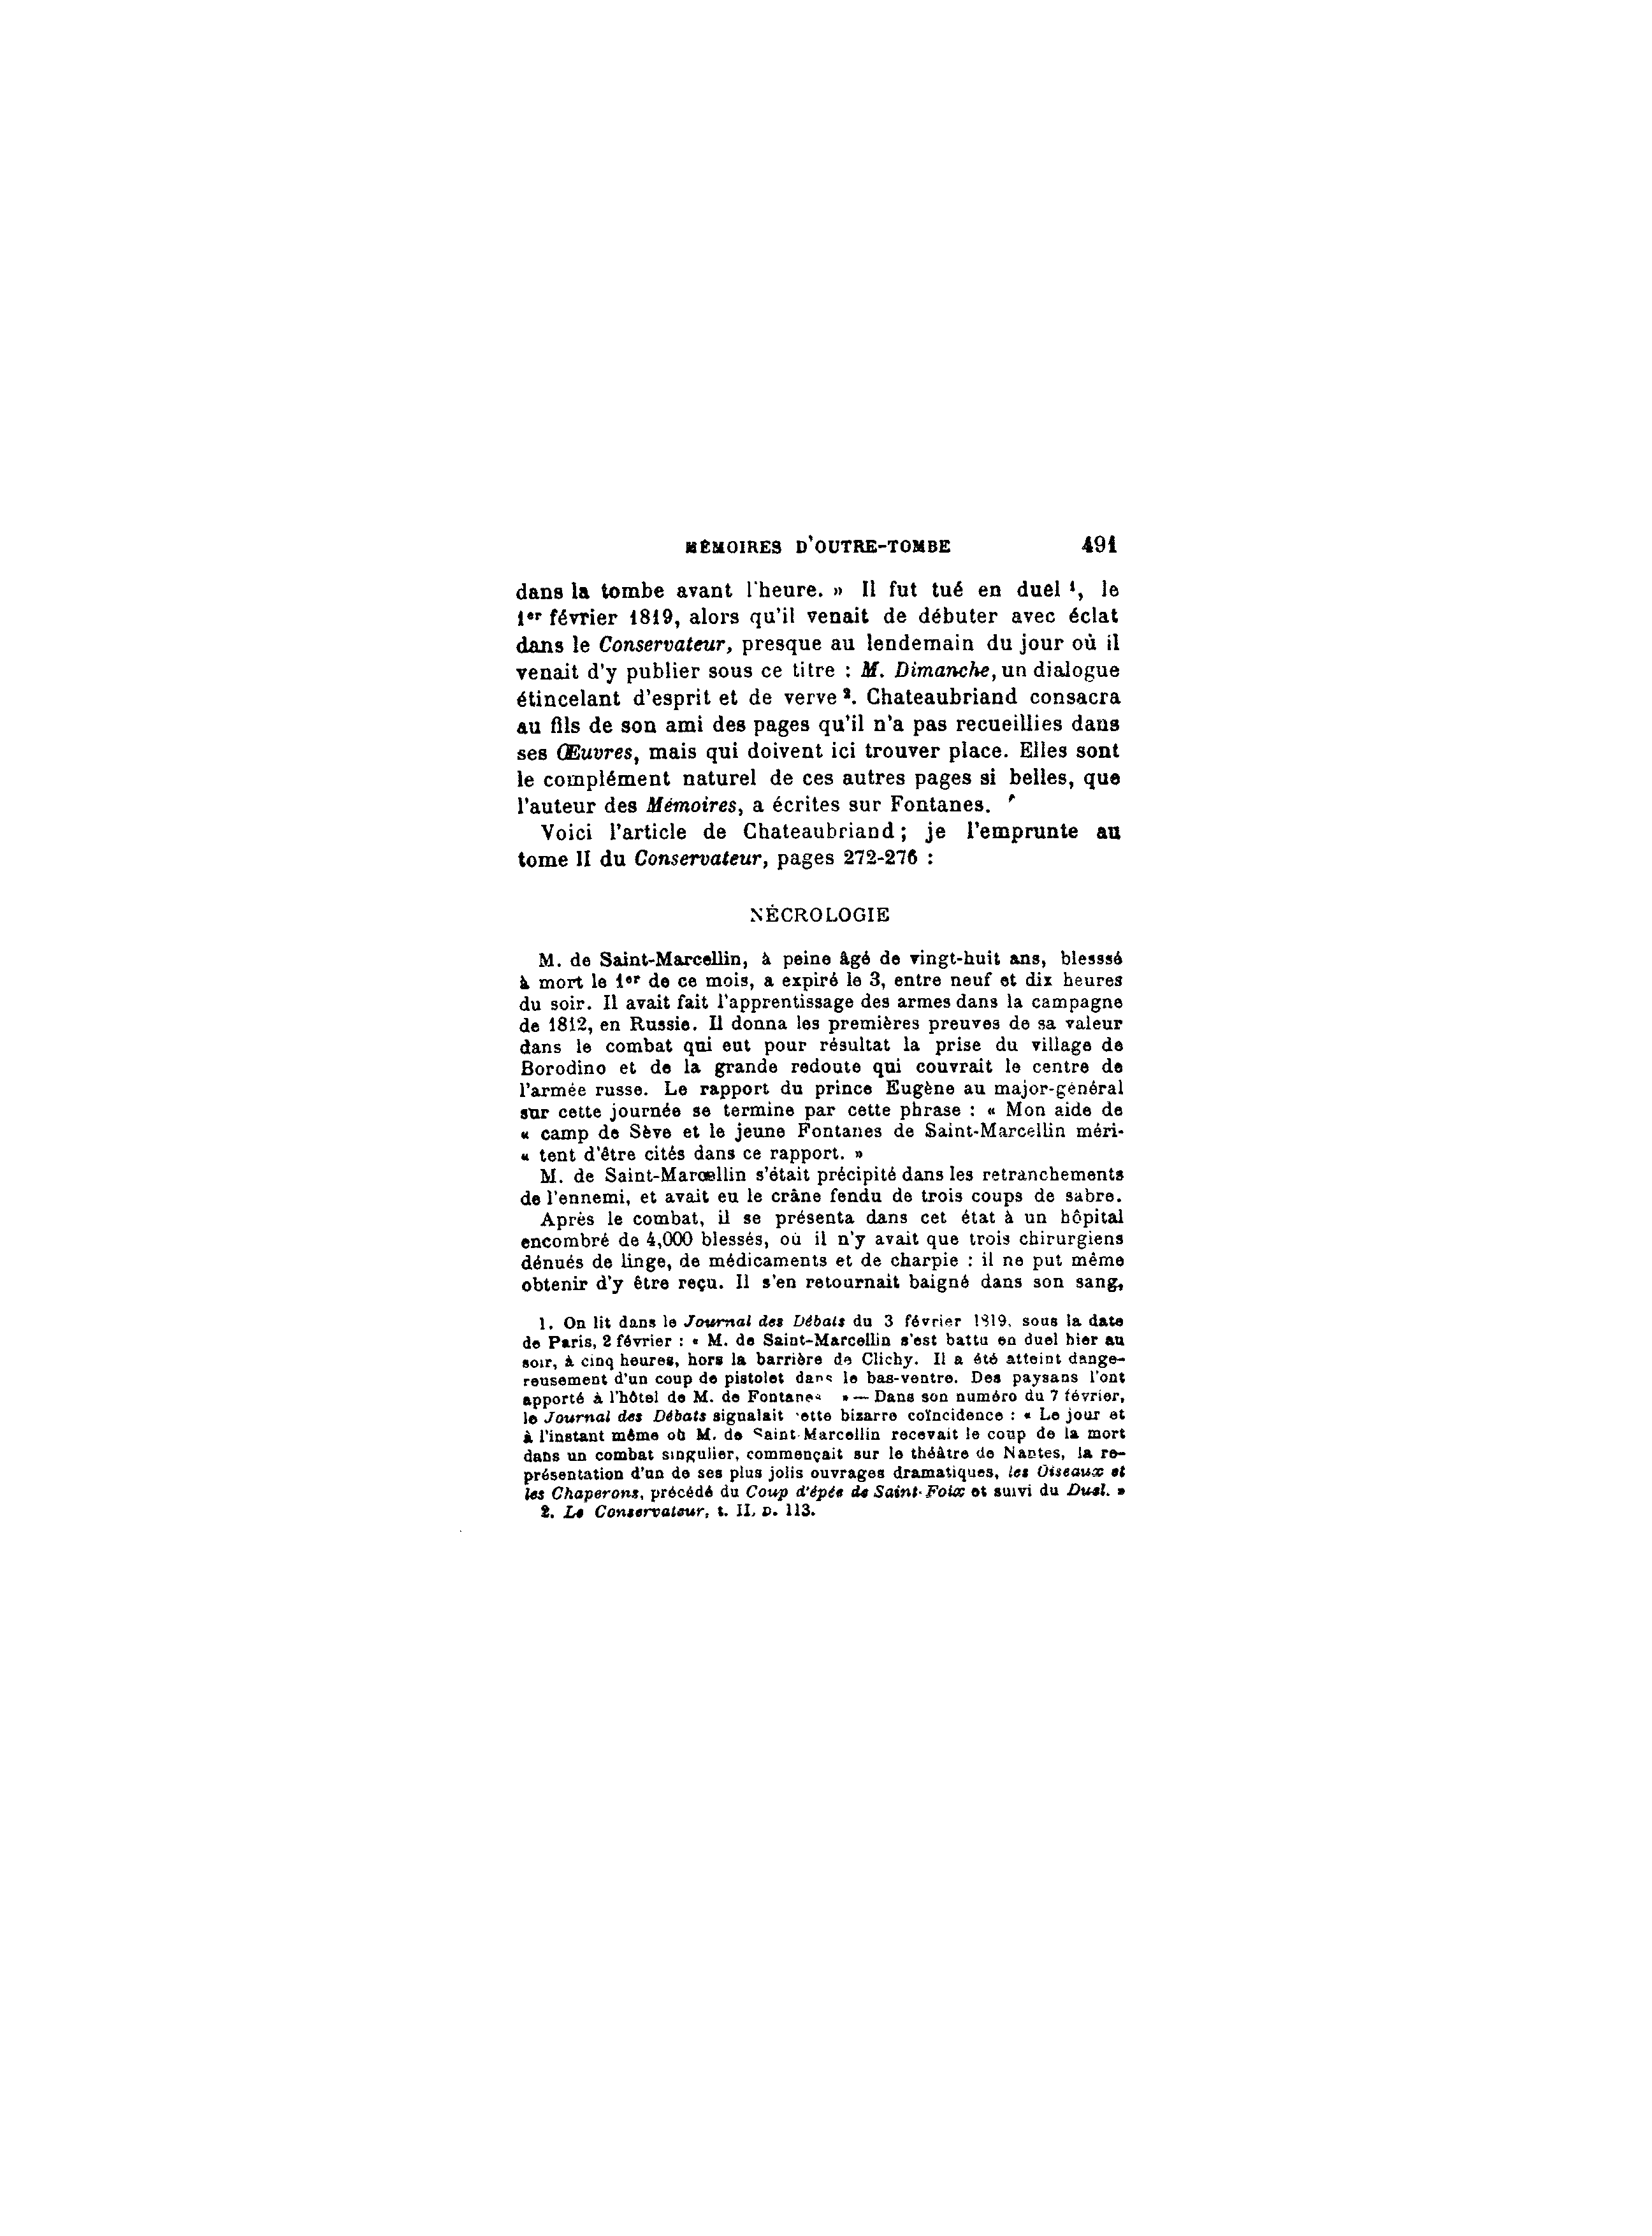 MÉMOIRES D'OUTRE-TOMBE 491
dans la tombe avant l'heure. » Il fut tué en duel ¹, le
1er février 1819, alors qu'il venait de débuter avec éclat
dans le Conservateur, presque au lendemain du jour où il
venait d'y publier sous ce titre : M. Dimanche, un dialogue
étincelant d'esprit et de verve ². Chateaubriand consacra
au fils de son ami des pages qu'il n'a pas recueillies dans
ses Œuvres, mais qui doivent ici trouver place. Elles sont
le complément naturel de ces autres pages si belles, que
l'auteur des Mémoires, a écrites sur Fontanes.
Voici l'article de Chateaubriand ; je l'emprunte au
tome II du Conservateur, pages 272-276 :
NÉCROLOGIE
M. de Saint-Marcellin, à peine âgé de vingt-huit ans, blesssé
à mort le 1er de ce mois, a expiré le 3, entre neuf et dix heures
du soir. Il avait fait l'apprentissage des armes dans la campagne
de 1812, en Russie. Il donna les premières preuves de sa valeur
dans le combat qui eut pour résultat la prise du village de
Borodino et de la grande redoute qui couvrait le centre de
l'armée russe. Le rapport du prince Eugène au major-général
sur cette journée se termine par cette phrase : « Mon aide de
« camp de Sève et le jeune Fontanes de Saint-Marcellin méri-
« tent d'être cités dans ce rapport. »
M. de Saint-Marcellin s'était précipité dans les retranchements
de l'ennemi, et avait eu le crâne fendu de trois coups de sabre.
Après le combat, il se présenta dans cet état à un hôpital
encombré de 4,000 blessés, où il n'y avait que trois chirurgiens
dénués de linge, de médicaments et de charpie : il ne put même
obtenir d'y être reçu. Il s'en retournait baigné dans son sang,
1. On lit dans le Journal des Débats du 3 février 1819, sous la date
de Paris, 2 février : « M. de Saint-Marcellin s'est battu en duel hier au
soir, à cinq heures, hors la barrière de Clichy. Il a été atteint dange-
reusement d'un coup de pistolet dans le bas-ventre. Des paysans l'ont
apporté à l'hôtel de M. de Fontanes » — Dans son numéro du 7 février,
le Journal des Débats signalait cette bizarre coïncidence : « Le jour et
à l'instant même où M. de Saint-Marcellin recevait le coup de la mort
dans un combat singulier, commençait sur le théâtre de Nantes, la re-
présentation d'un de ses plus jolis ouvrages dramatiques, les Oiseaux et
les Chaperons, précédé du Coup d'épée de Saint-Foix et suivi du Duel. »
2. Le Conservateur, t. II, p. 113.